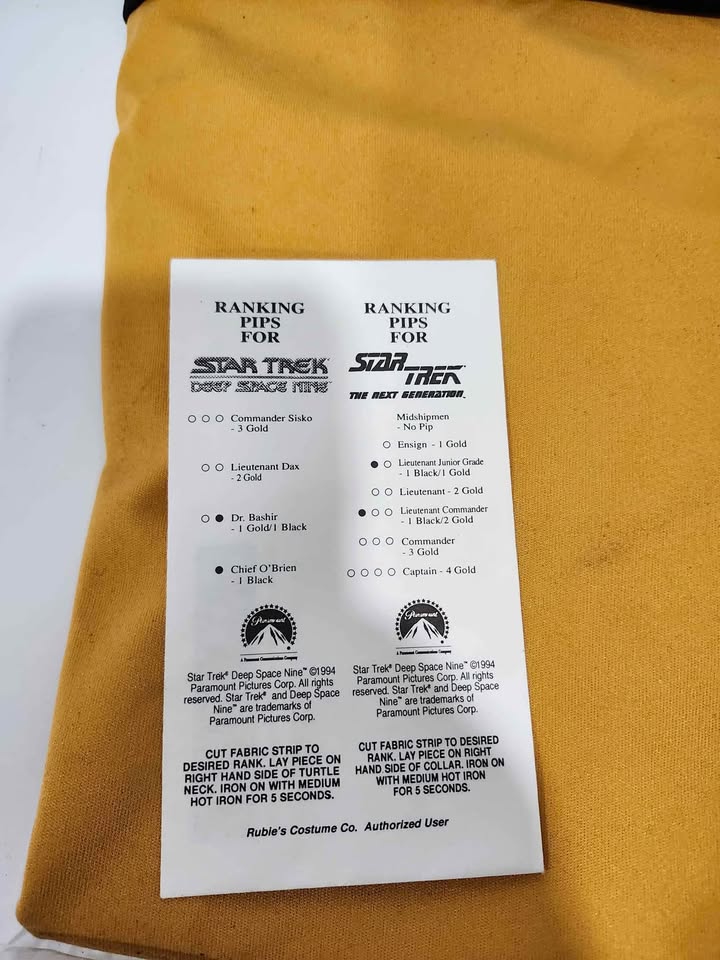 RANKING
PIPS
FOR
STAR TREK
DEEP SPACE NINE
○ ○ ○ Commander Sisko
- 3 Gold
○ ○ Lieutenant Dax
- 2 Gold
○ ● Dr. Bashir
- 1 Gold/1 Black
● Chief O'Brien
- 1 Black
Paramount
A Paramount Communications Company
Star Trek® Deep Space Nine™ ©1994
Paramount Pictures Corp. All rights
reserved. Star Trek® and Deep Space
Nine™ are trademarks of
Paramount Pictures Corp.
CUT FABRIC STRIP TO
DESIRED RANK. LAY PIECE ON
RIGHT HAND SIDE OF TURTLE
NECK. IRON ON WITH MEDIUM
HOT IRON FOR 5 SECONDS.
RANKING
PIPS
FOR
STAR TREK
THE NEXT GENERATION™
Midshipmen
- No Pip
○ Ensign - 1 Gold
● ○ Lieutenant Junior Grade
- 1 Black/1 Gold
○ ○ Lieutenant - 2 Gold
● ○ ○ Lieutenant Commander
- 1 Black/2 Gold
○ ○ ○ Commander
- 3 Gold
○ ○ ○ ○ Captain - 4 Gold
Paramount
A Paramount Communications Company
Star Trek® Deep Space Nine™ ©1994
Paramount Pictures Corp. All rights
reserved. Star Trek® and Deep Space
Nine™ are trademarks of
Paramount Pictures Corp.
CUT FABRIC STRIP TO DESIRED
RANK. LAY PIECE ON RIGHT
HAND SIDE OF COLLAR. IRON ON
WITH MEDIUM HOT IRON
FOR 5 SECONDS.
Rubie's Costume Co. Authorized User